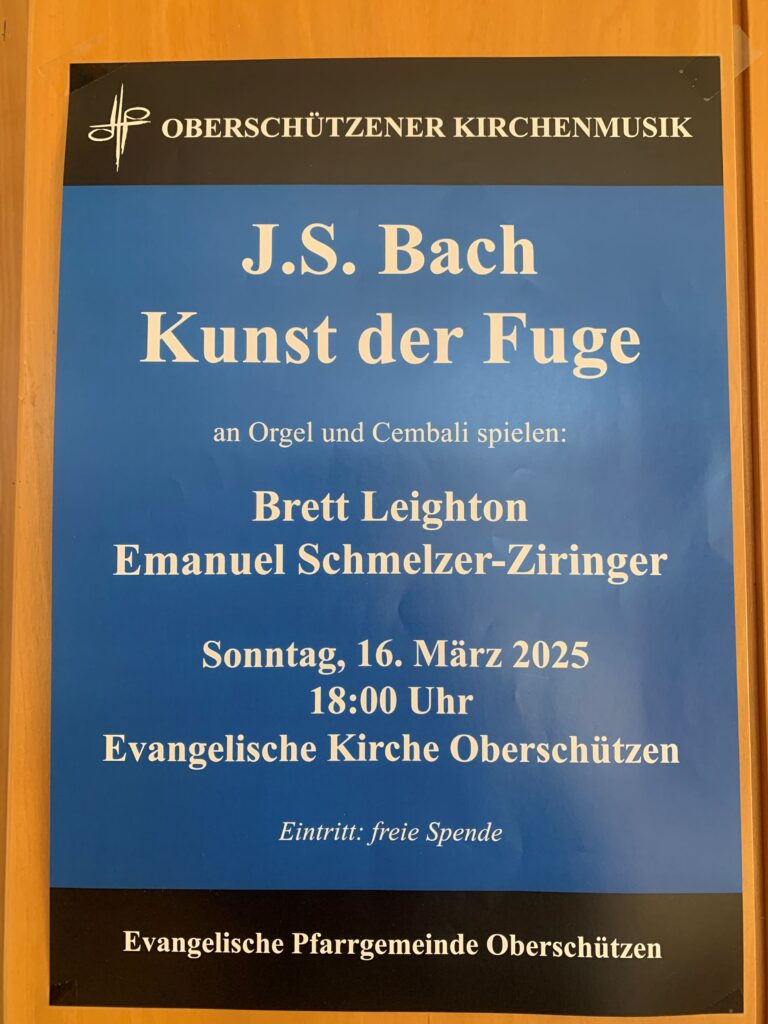 OBERSCHÜTZENER KIRCHENMUSIK
J.S. Bach
Kunst der Fuge
an Orgel und Cembali spielen:
Brett Leighton
Emanuel Schmelzer-Ziringer
Sonntag, 16. März 2025
18:00 Uhr
Evangelische Kirche Oberschützen
Eintritt: freie Spende
Evangelische Pfarrgemeinde Oberschützen